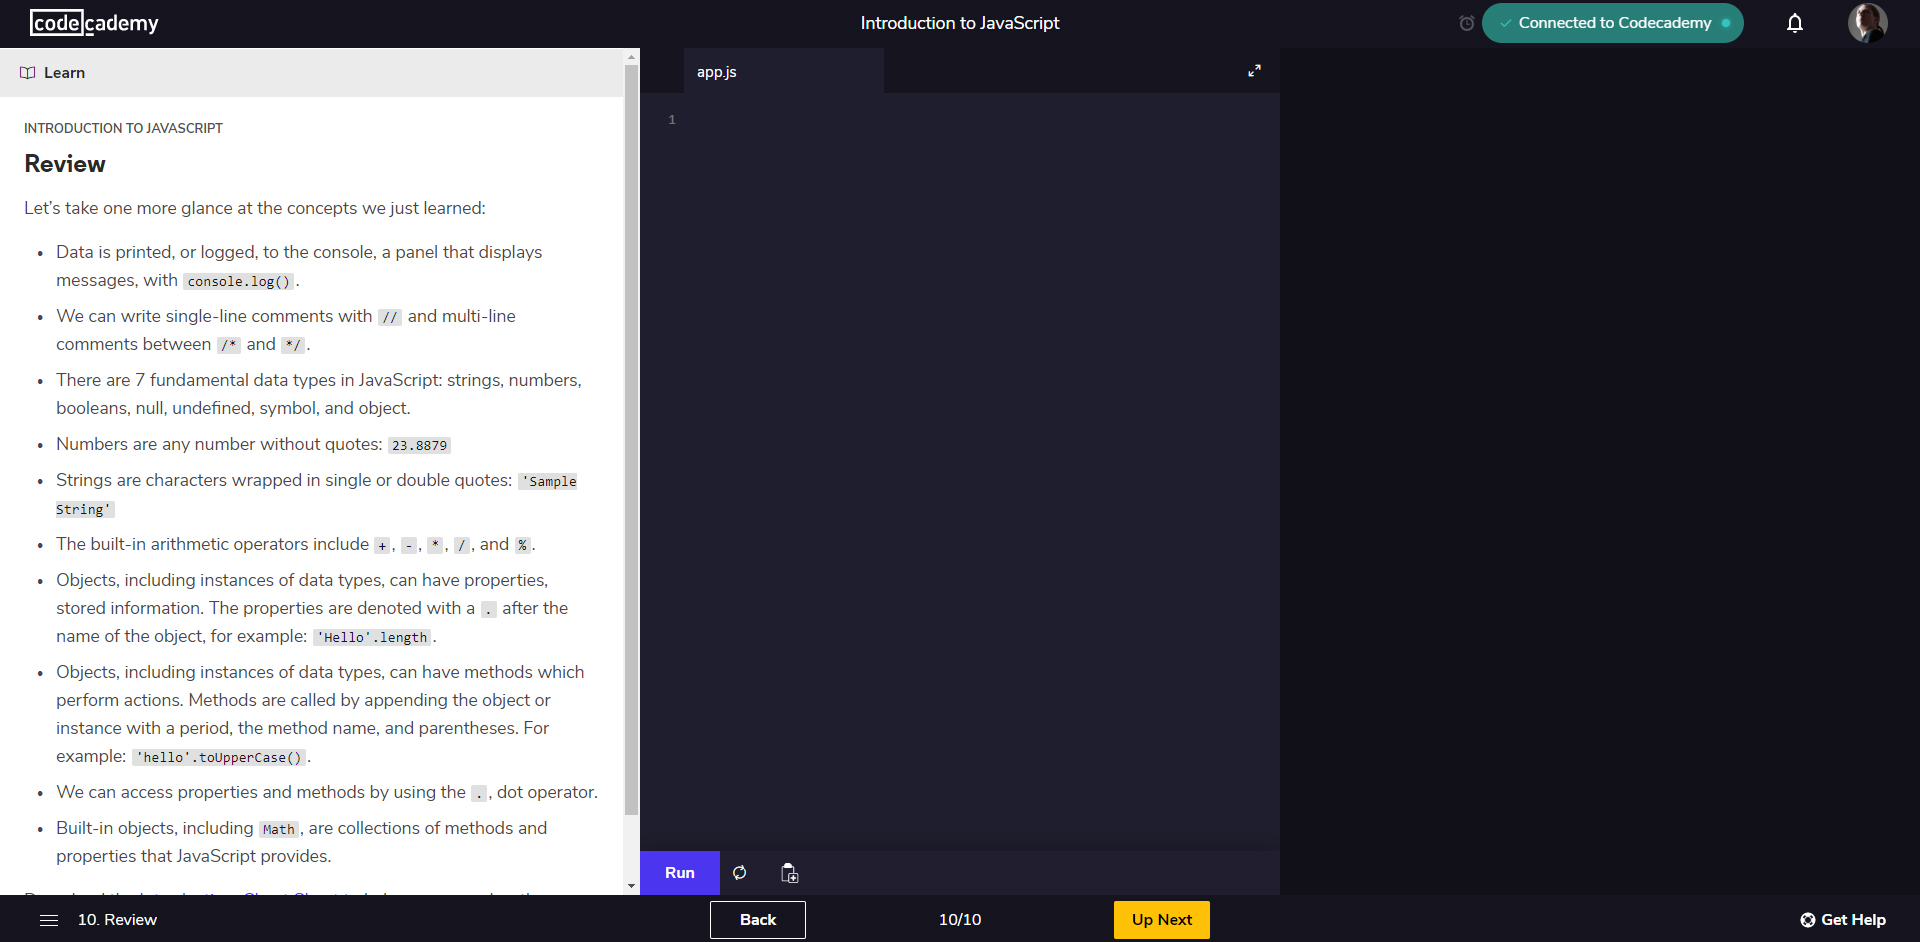 codecademy
Introduction to JavaScript
Connected to Codecademy
Learn
app.js
1
INTRODUCTION TO JAVASCRIPT
Review
Let’s take one more glance at the concepts we just learned:
• Data is printed, or logged, to the console, a panel that displays
messages, with console.log().
• We can write single-line comments with // and multi-line
comments between /* and */.
• There are 7 fundamental data types in JavaScript: strings, numbers,
booleans, null, undefined, symbol, and object.
• Numbers are any number without quotes: 23.8879
• Strings are characters wrapped in single or double quotes: 'Sample
String'
• The built-in arithmetic operators include +, -, *, /, and %.
• Objects, including instances of data types, can have properties,
stored information. The properties are denoted with a . after the
name of the object, for example: 'Hello'.length.
• Objects, including instances of data types, can have methods which
perform actions. Methods are called by appending the object or
instance with a period, the method name, and parentheses. For
example: 'hello'.toUpperCase().
• We can access properties and methods by using the ., dot operator.
• Built-in objects, including Math, are collections of methods and
properties that JavaScript provides.
Run
10. Review
Back
10/10
Up Next
Get Help